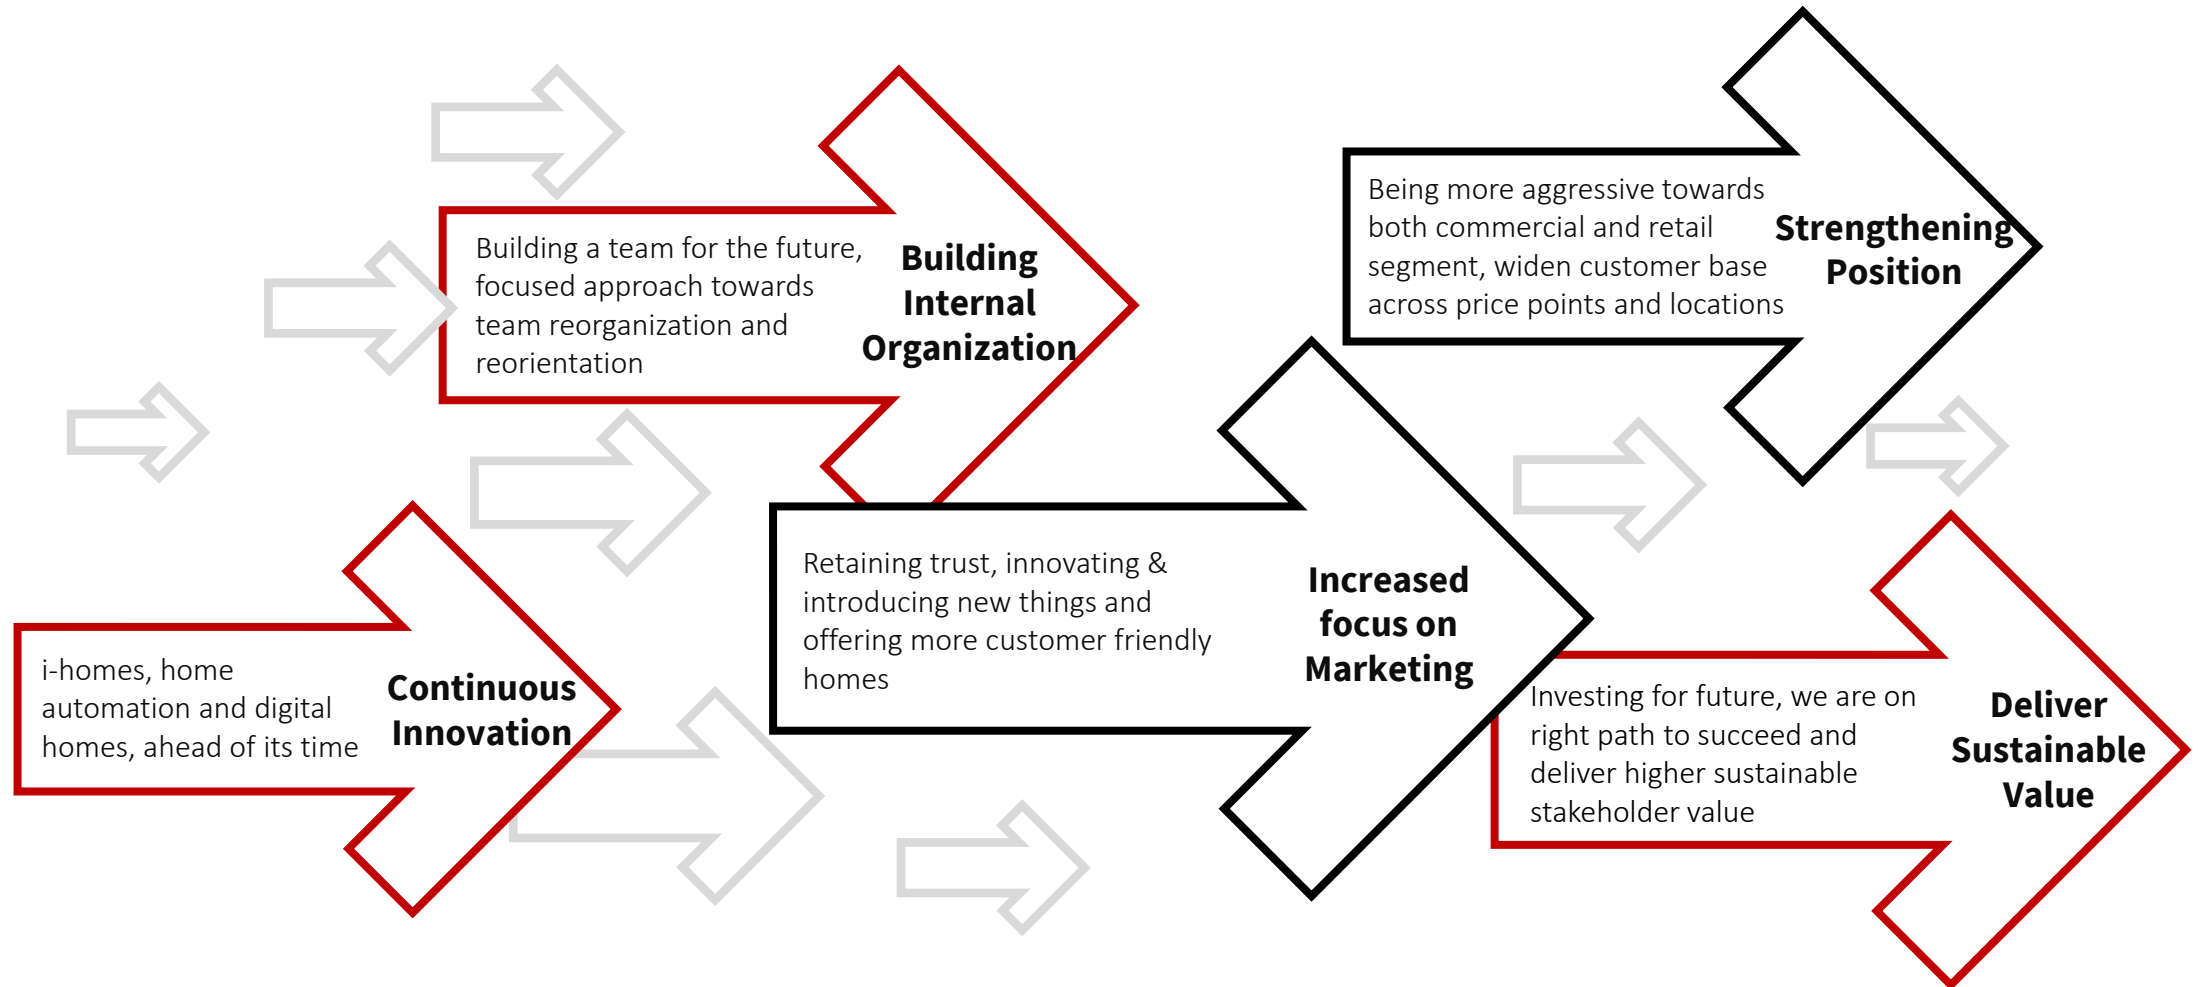 Building a team for the future,
focused approach towards
team reorganization and
reorientation
Building
Internal
Organization
Being more aggressive towards
both commercial and retail
segment, widen customer base
across price points and locations
Strengthening
Position
i-homes, home
automation and digital
homes, ahead of its time
Continuous
Innovation
Retaining trust, innovating &
introducing new things and
offering more customer friendly
homes
Increased
focus on
Marketing
Investing for future, we are on
right path to succeed and
deliver higher sustainable
stakeholder value
Deliver
Sustainable
Value